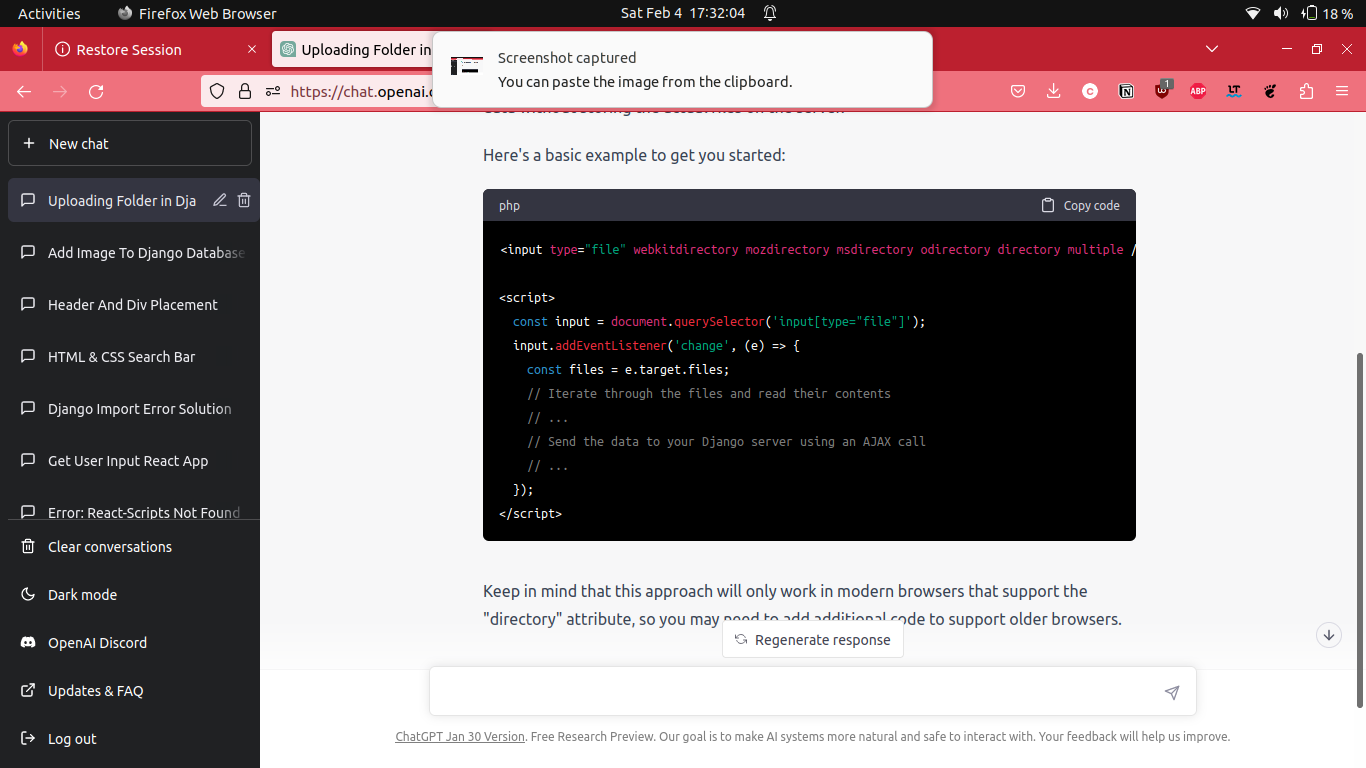 Activities
Firefox Web Browser
Sat Feb 4 17:32:04
18 %
Restore Session
Uploading Folder in
Screenshot captured
You can paste the image from the clipboard.
https://chat.openai.c
1
ABP
LT
New chat
Uploading Folder in Dja
Add Image To Django Database
Header And Div Placement
HTML & CSS Search Bar
Django Import Error Solution
Get User Input React App
Error: React-Scripts Not Found
Clear conversations
Dark mode
OpenAI Discord
Updates & FAQ
Log out
Here's a basic example to get you started:
php
Copy code
<input type="file" webkitdirectory mozdirectory msdirectory odirectory directory multiple /
<script>
const input = document.querySelector('input[type="file"]');
input.addEventListener('change', (e) => {
const files = e.target.files;
// Iterate through the files and read their contents
// ...
// Send the data to your Django server using an AJAX call
// ...
});
</script>
Keep in mind that this approach will only work in modern browsers that support the
"directory" attribute, so you may need to add additional code to support older browsers.
Regenerate response
ChatGPT Jan 30 Version. Free Research Preview. Our goal is to make AI systems more natural and safe to interact with. Your feedback will help us improve.